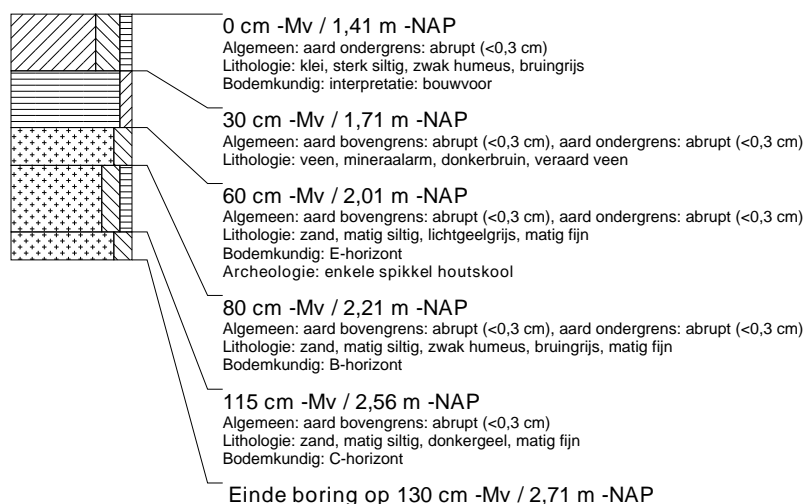 0 cm -Mv / 1,41 m -NAP
Algemeen: aard ondergrens: abrupt (<0,3 cm)
Lithologie: klei, sterk siltig, zwak humeus, bruingrijs
Bodemkundig: interpretatie: bouwvoor
30 cm -Mv / 1,71 m -NAP
Algemeen: aard bovengrens: abrupt (<0,3 cm), aard ondergrens: abrupt (<0,3 cm)
Lithologie: veen, mineraalarm, donkerbruin, veraard veen
60 cm -Mv / 2,01 m -NAP
Algemeen: aard bovengrens: abrupt (<0,3 cm), aard ondergrens: abrupt (<0,3 cm)
Lithologie: zand, matig siltig, lichtgeelgrijs, matig fijn
Bodemkundig: E-horizont
Archeologie: enkele spikkel houtskool
80 cm -Mv / 2,21 m -NAP
Algemeen: aard bovengrens: abrupt (<0,3 cm), aard ondergrens: abrupt (<0,3 cm)
Lithologie: zand, matig siltig, zwak humeus, bruingrijs, matig fijn
Bodemkundig: B-horizont
115 cm -Mv / 2,56 m -NAP
Algemeen: aard bovengrens: abrupt (<0,3 cm)
Lithologie: zand, matig siltig, donkergeel, matig fijn
Bodemkundig: C-horizont
Einde boring op 130 cm -Mv / 2,71 m -NAP